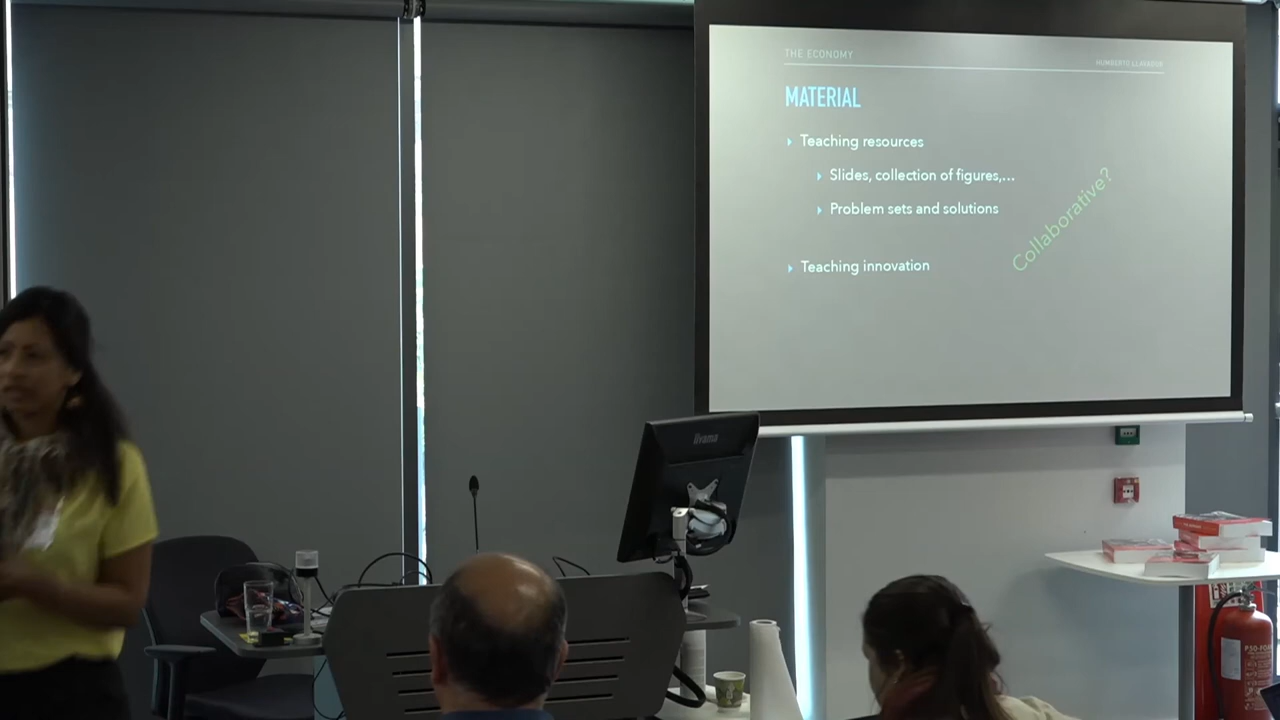 THE ECONOMY
HUMBERTO LLAVADOR
MATERIAL
Teaching resources
Slides, collection of figures,...
Problem sets and solutions
Collaborative?
Teaching innovation
iiyama